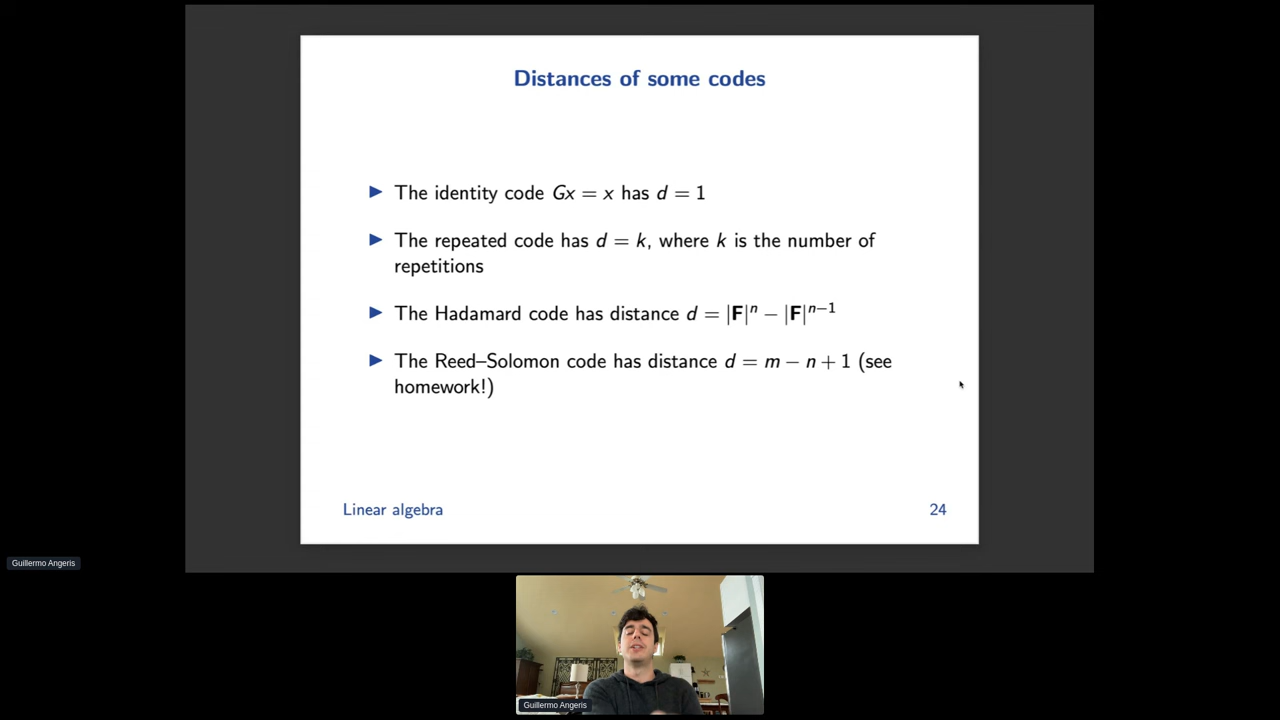 Distances of some codes
▶ The identity code Gx = x has d = 1
▶ The repeated code has d = k, where k is the number of
repetitions
▶ The Hadamard code has distance d = |F|ⁿ − |F|ⁿ⁻¹
▶ The Reed–Solomon code has distance d = m − n + 1 (see
homework!)
Linear algebra
24
Guillermo Angeris
Guillermo Angeris